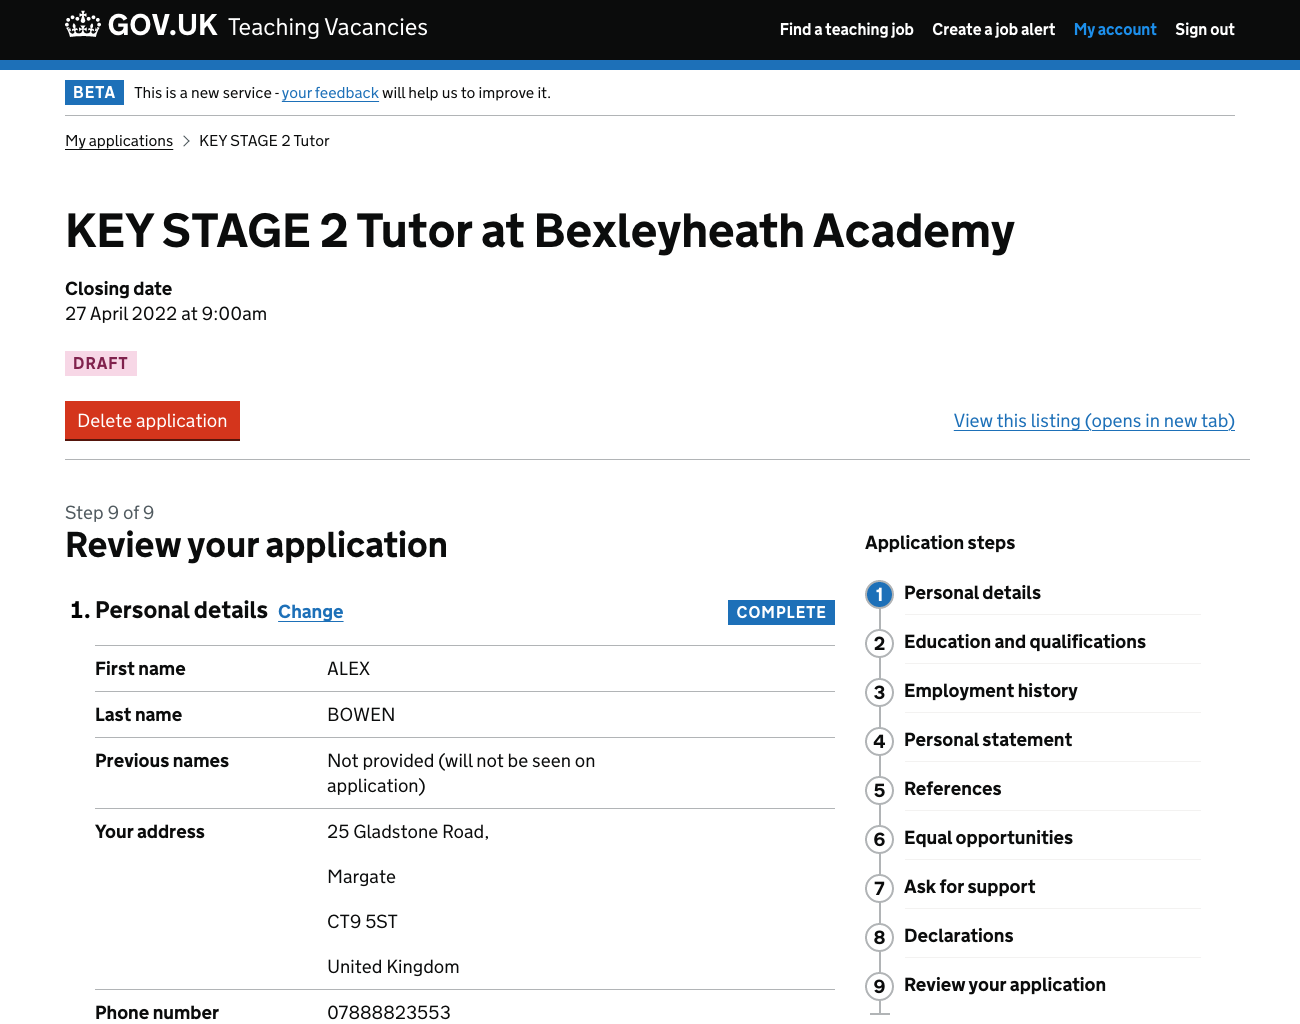 GOV.UK Teaching Vacancies
Find a teaching job Create a job alert My account Sign out
BETA This is a new service - your feedback will help us to improve it.
My applications > KEY STAGE 2 Tutor
KEY STAGE 2 Tutor at Bexleyheath Academy
Closing date
27 April 2022 at 9:00am
DRAFT
Delete application
View this listing (opens in new tab)
Step 9 of 9
Review your application
1. Personal details Change COMPLETE
First name ALEX
Last name BOWEN
Previous names Not provided (will not be seen on
application)
Your address 25 Gladstone Road,
Margate
CT9 5ST
United Kingdom
Phone number 07888823553
Application steps
1 Personal details
2 Education and qualifications
3 Employment history
4 Personal statement
5 References
6 Equal opportunities
7 Ask for support
8 Declarations
9 Review your application